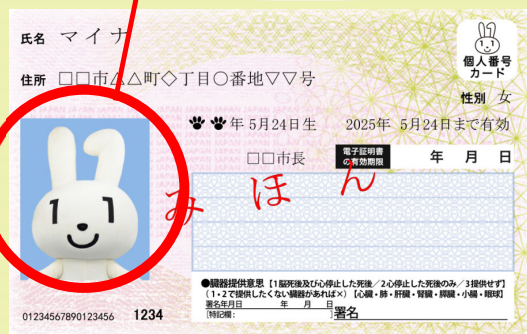 氏名 マイナ
個人番号
カード
住所 □□市△△町◇丁目○番地▽▽号
性別 女
年 5月24日生 2025年 5月24日まで有効
□□市長 電子証明書の有効期限 年 月 日
みほん
1 1
●臓器提供意思【1脳死後及び心停止した死後/2心停止した死後のみ/3提供せず】
(1・2で提供したくない臓器があれば×)【心臓・肺・肝臓・腎臓・膵臓・小腸・眼球】
署名年月日 年 月 日
[特記欄: ]署名
01234567890123456 1234